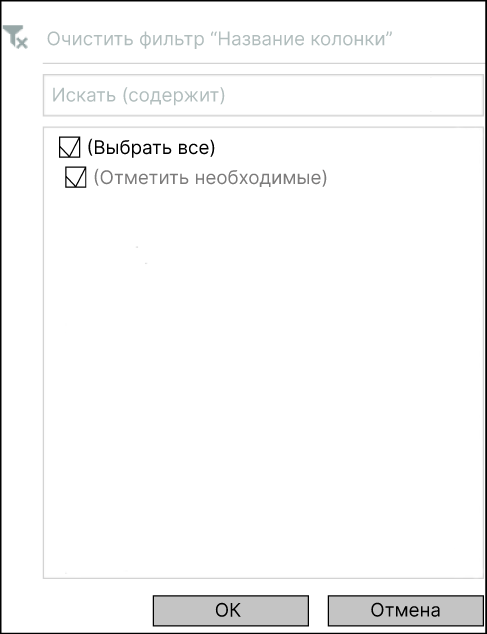 Очистить фильтр “Название колонки”
Искать (содержит)
(Выбрать все)
(Отметить необходимые)
OK
Отмена